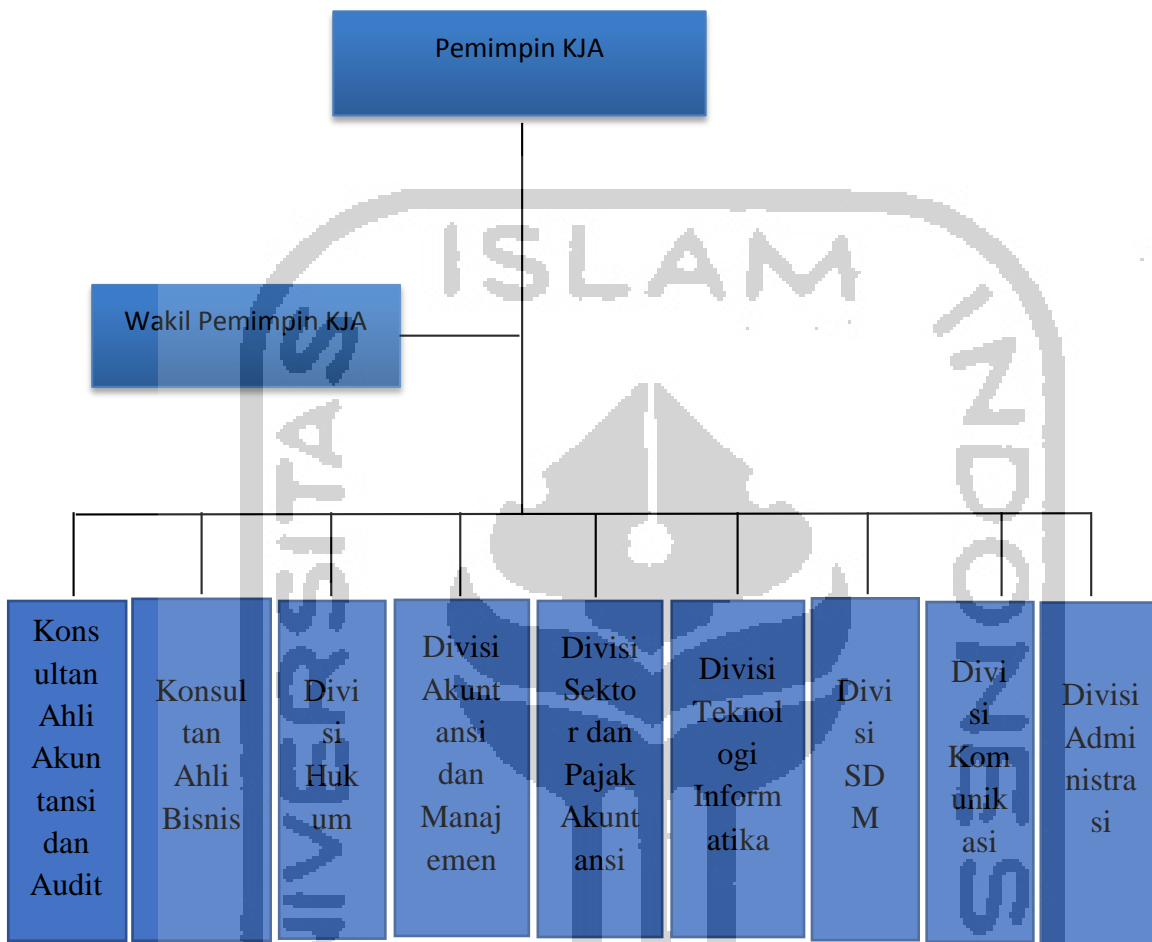 Pemimpin KJA
ISLAM
Wakil Pemimpin KJA
UNIVERSITAS
INDONESIA
Kons
ultan
Ahli
Akun
tansi
dan
Audit
Konsul
tan
Ahli
Bisnis
Divi
si
Huk
um
Divisi
Akunt
ansi
dan
Manaj
emen
Divisi
Sekto
r dan
Pajak
Akunt
ansi
Divisi
Teknol
ogi
Inform
atika
Divi
si
SD
M
Divi
si
Kom
unik
asi
Divisi
Admi
nistra
si